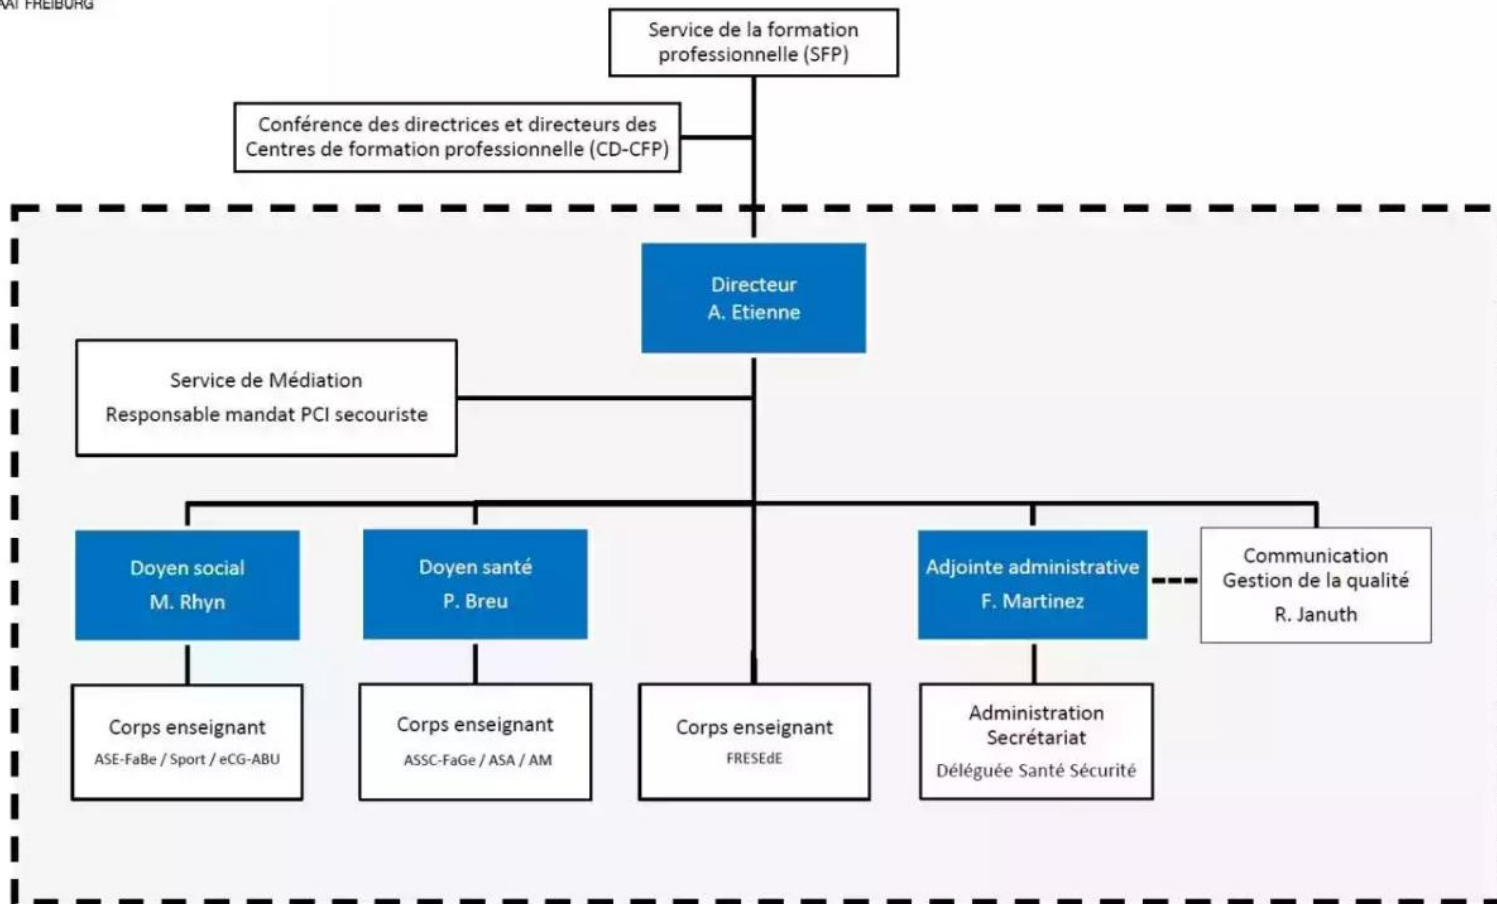 FREIBURG
Service de la formation
professionnelle (SFP)
Conférence des directrices et directeurs des
Centres de formation professionnelle (CD-CFP)
Directeur
A. Etienne
Service de Médiation
Responsable mandat PCI secouriste
Doyen social
M. Rhyn
Doyen santé
P. Breu
Adjointe administrative
F. Martinez
Communication
Gestion de la qualité
R. Januth
Corps enseignant
ASE-FaBe / Sport / eCG-ABU
Corps enseignant
ASSC-FaGe / ASA / AM
Corps enseignant
FRESEdE
Administration
Secrétariat
Déléguée Santé Sécurité